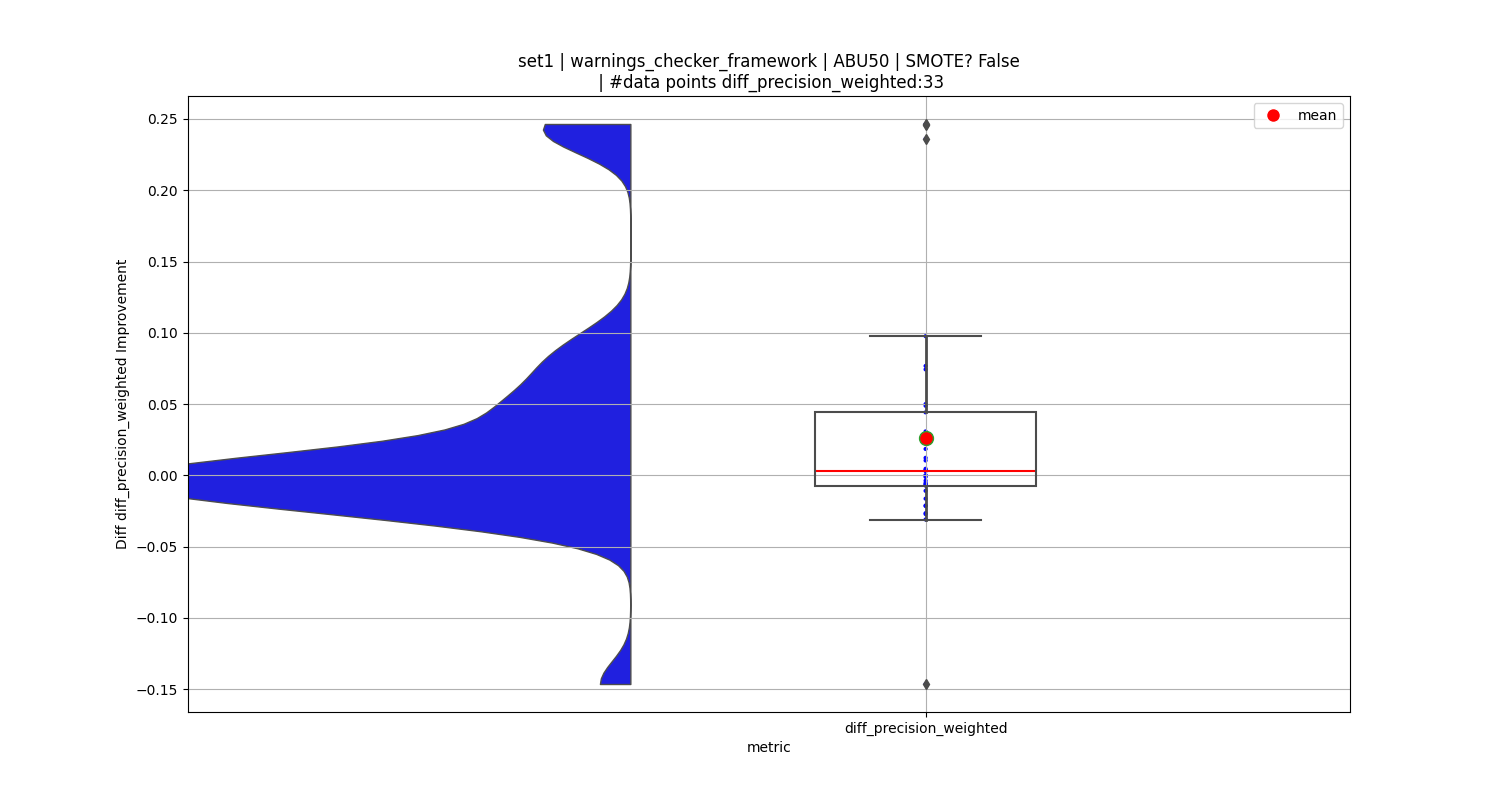 set1 | warnings_checker_framework | ABU50 | SMOTE? False
| #data points diff_precision_weighted:33
mean
0.25
0.20
0.15
0.10
0.05
0.00
−0.05
−0.10
−0.15
Diff diff_precision_weighted Improvement
diff_precision_weighted
metric